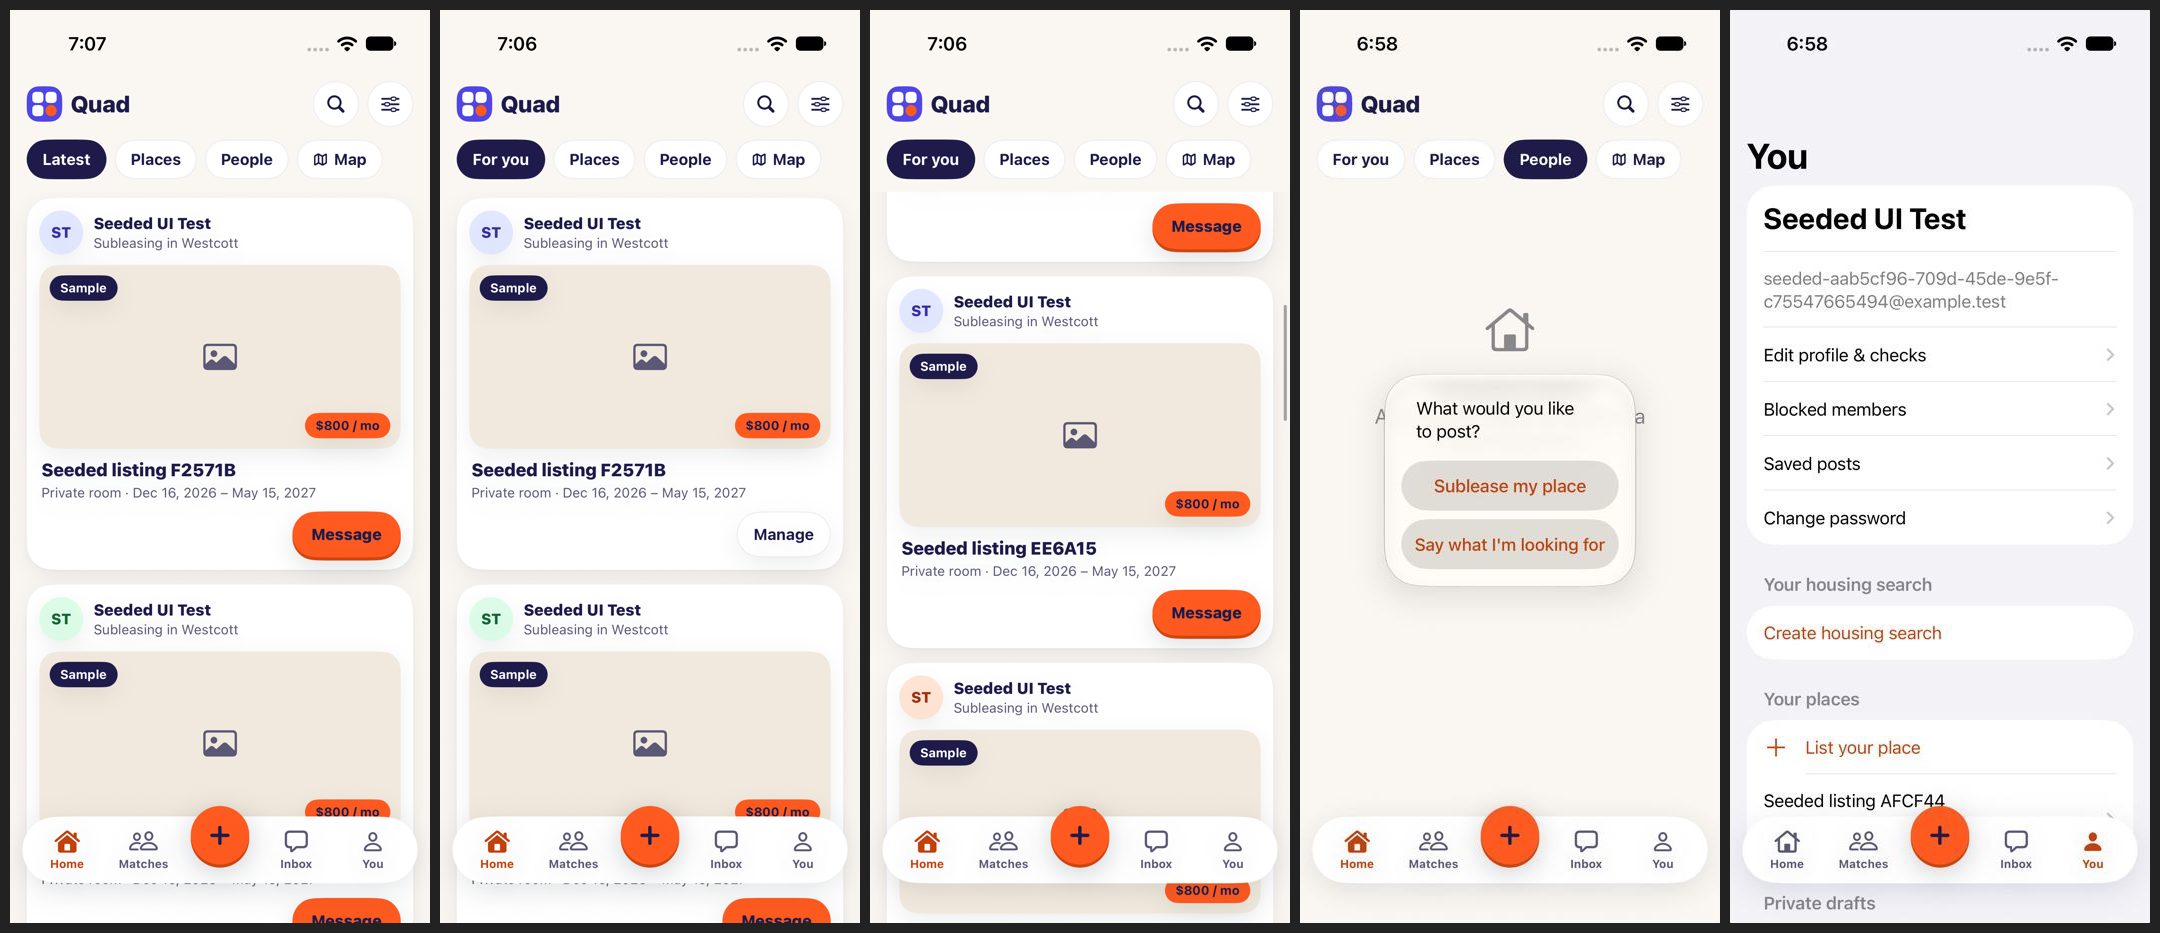 7:07
Quad
Latest
Places
People
Map
ST
Seeded UI Test
Subleasing in Westcott
Sample
$800 / mo
Seeded listing F2571B
Private room · Dec 16, 2026 – May 15, 2027
Message
ST
Seeded UI Test
Subleasing in Westcott
Sample
$800 / mo
Home
Matches
Inbox
You
Message
7:06
Quad
For you
Places
People
Map
ST
Seeded UI Test
Subleasing in Westcott
Sample
$800 / mo
Seeded listing F2571B
Private room · Dec 16, 2026 – May 15, 2027
Manage
ST
Seeded UI Test
Subleasing in Westcott
Sample
$800 / mo
Home
Matches
Inbox
You
Message
7:06
Quad
For you
Places
People
Map
Message
ST
Seeded UI Test
Subleasing in Westcott
Sample
$800 / mo
Seeded listing EE6A15
Private room · Dec 16, 2026 – May 15, 2027
Message
ST
Seeded UI Test
Subleasing in Westcott
Sample
Home
Matches
Inbox
You
$800 / mo
6:58
Quad
For you
Places
People
Map
What would you like
to post?
Sublease my place
Say what I'm looking for
Home
Matches
Inbox
You
6:58
You
Seeded UI Test
seeded-aab5cf96-709d-45de-9e5f-
c75547665494@example.test
Edit profile & checks
Blocked members
Saved posts
Change password
Your housing search
Create housing search
Your places
List your place
Seeded listing AFCF44
Home
Matches
Inbox
You
Private drafts